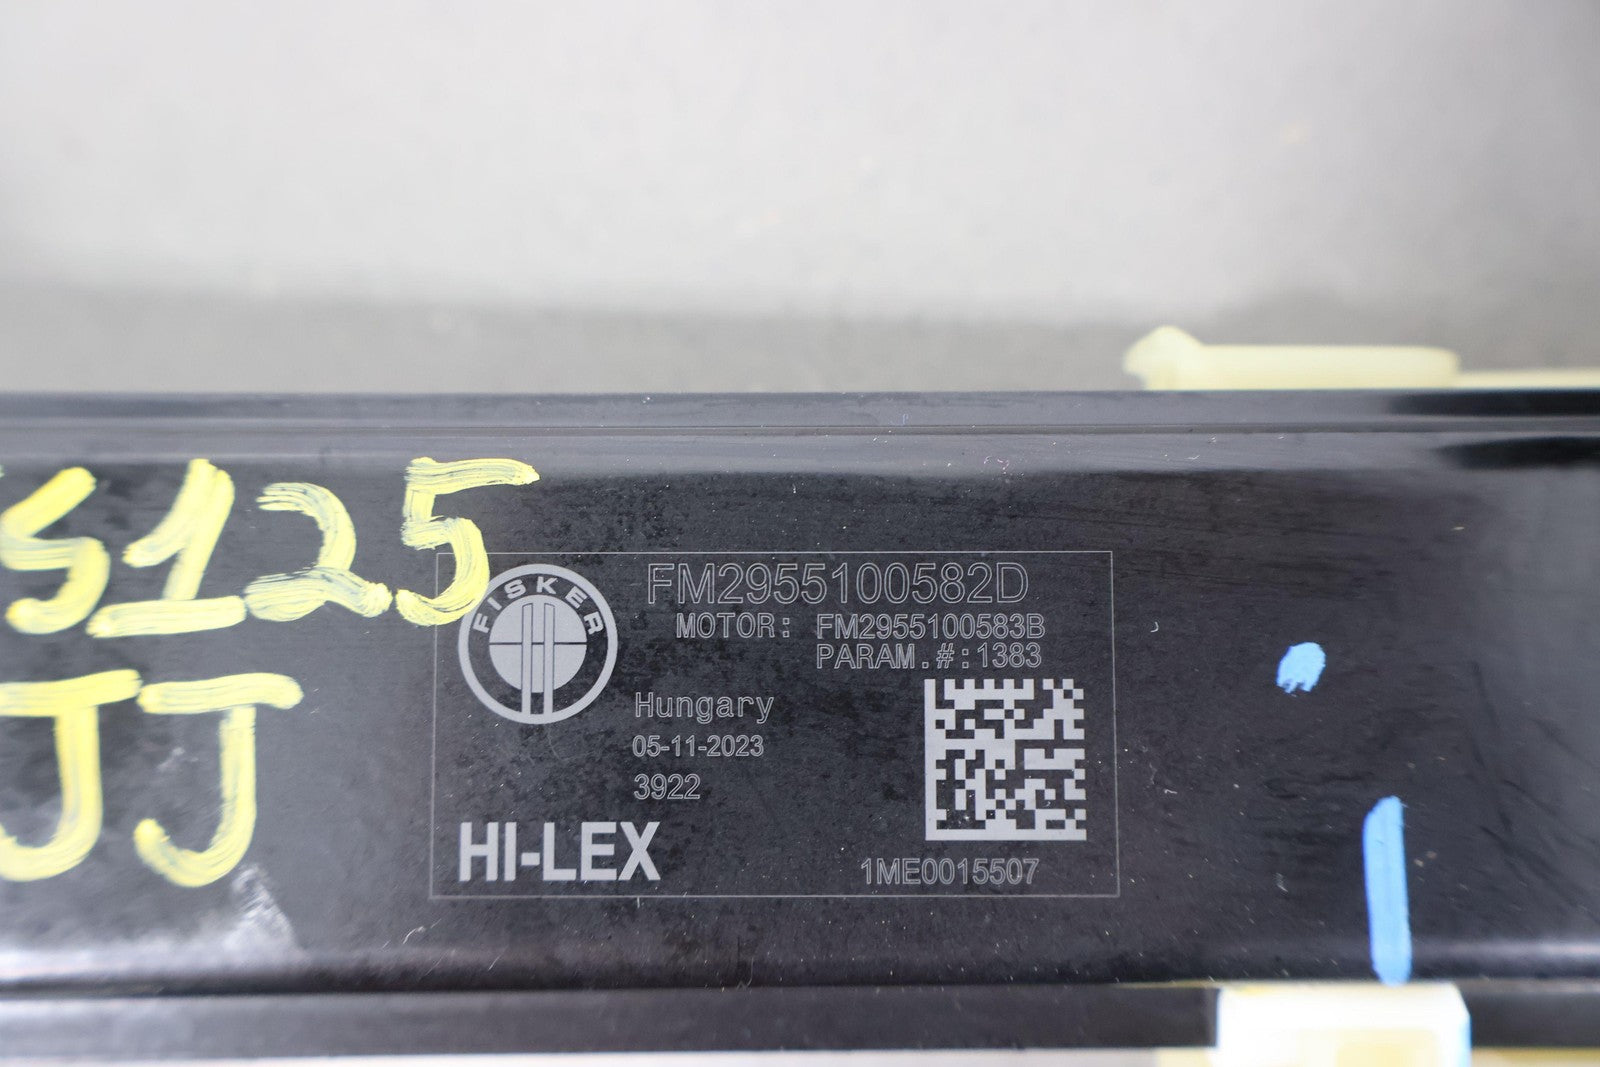 S125
JJ
FISKER
FM2955100582D
MOTOR: FM2955100583B
PARAM.#:1383
Hungary
05-11-2023
3922
HI-LEX
1ME0015507